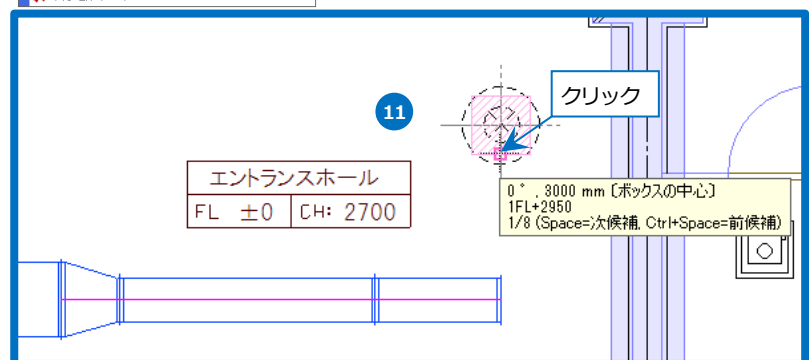 11
クリック
エントランスホール
FL ±0 CH: 2700
0 ゜, 3000 mm [ボックスの中心]
1FL+2950
1/8 (Space=次候補, Ctrl+Space=前候補)